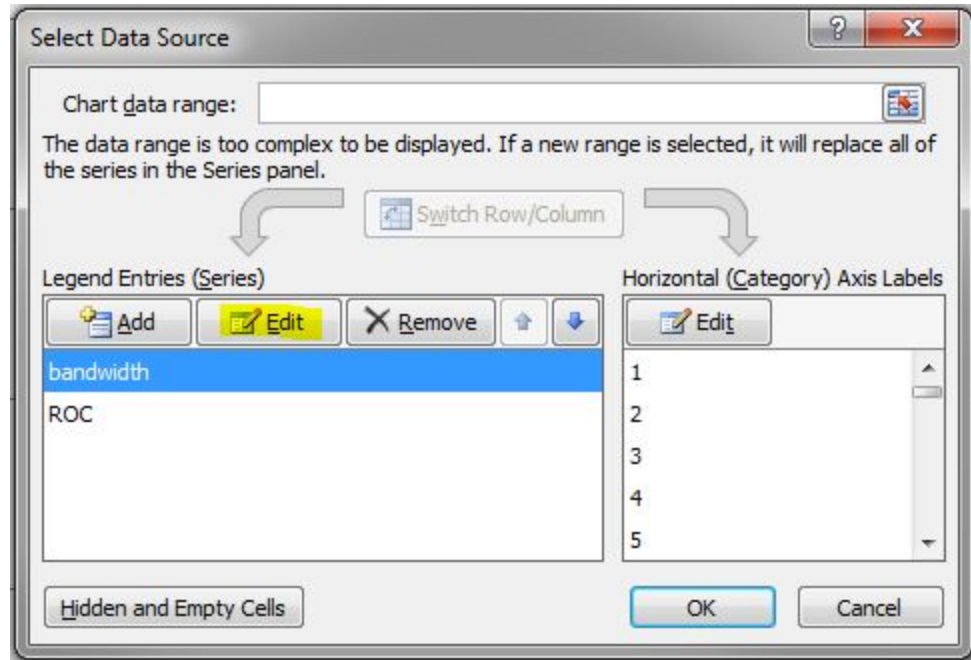 Select Data Source
Chart data range:
The data range is too complex to be displayed. If a new range is selected, it will replace all of
the series in the Series panel.
Switch Row/Column
Legend Entries (Series)
Horizontal (Category) Axis Labels
Add
Edit
Remove
Edit
bandwidth
ROC
1
2
3
4
5
Hidden and Empty Cells
OK
Cancel